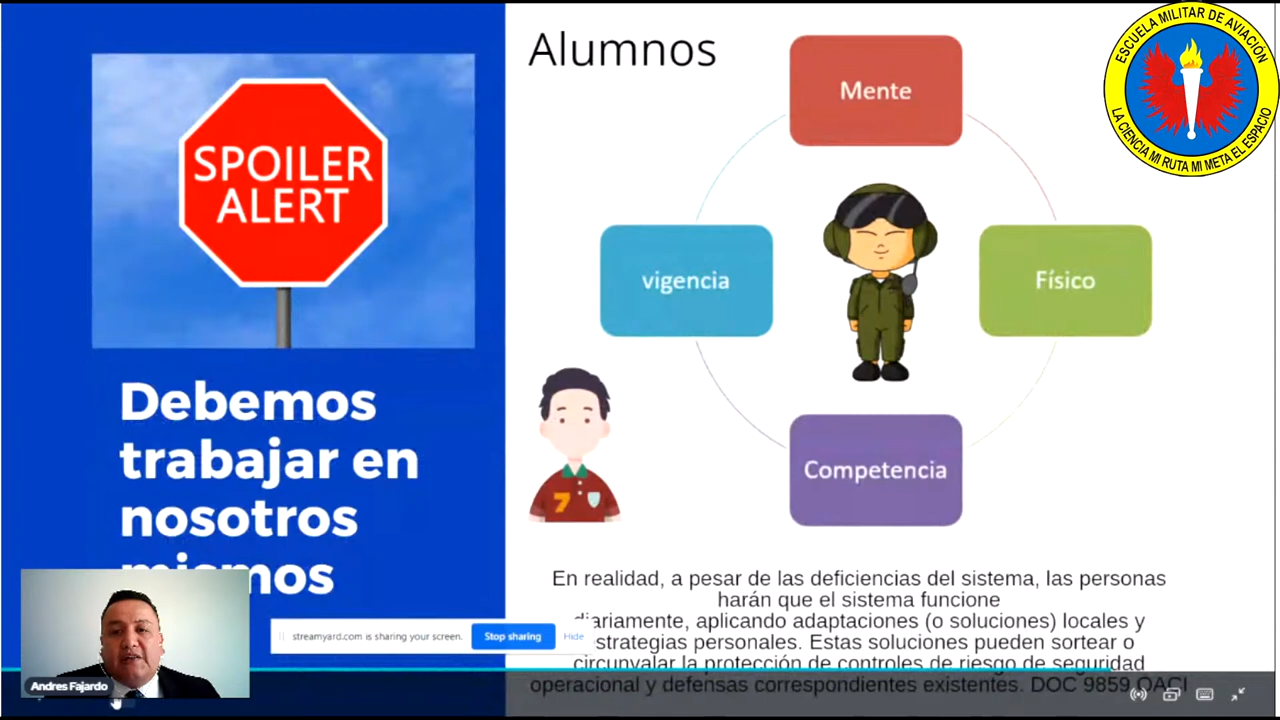 SPOILER
ALERT
Debemos
trabajar en
nosotros
mismos
Andres Fajardo
streamyard.com is sharing your screen.
Stop sharing
Hide
Alumnos
Mente
vigencia
Físico
Competencia
7
En realidad, a pesar de las deficiencias del sistema, las personas
harán que el sistema funcione
diariamente, aplicando adaptaciones (o soluciones) locales y
estrategias personales. Estas soluciones pueden sortear o
circunvalar la protección de controles de riesgo de seguridad
operacional y defensas correspondientes existentes. DOC 9859 OACI
ESCUELA MILITAR DE AVIACIÓN
LA CIENCIA MI RUTA MI META EL ESPACIO